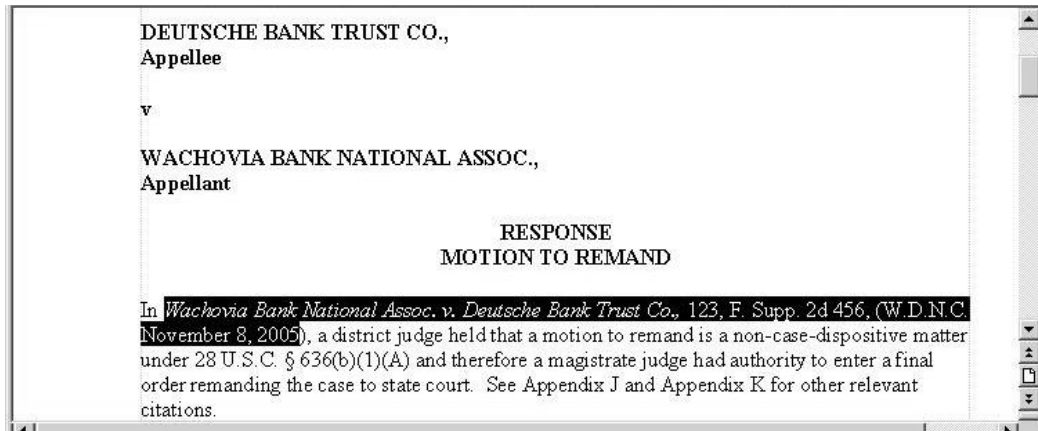 DEUTSCHE BANK TRUST CO.,
Appellee
v
WACHOVIA BANK NATIONAL ASSOC.,
Appellant
RESPONSE
MOTION TO REMAND
In Wachovia Bank National Assoc. v. Deutsche Bank Trust Co., 123, F. Supp. 2d 456, (W.D.N.C.
November 8, 2005), a district judge held that a motion to remand is a non-case-dispositive matter
under 28 U.S.C. § 636(b)(1)(A) and therefore a magistrate judge had authority to enter a final
order remanding the case to state court.  See Appendix J and Appendix K for other relevant
citations.